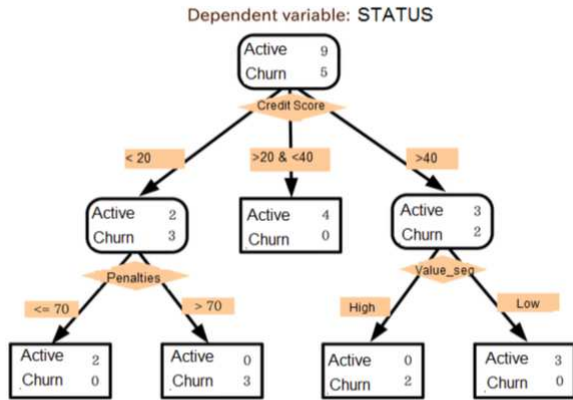 Dependent variable: STATUS
Active 9
Churn 5
Credit Score
< 20
>20 & <40
>40
Active 2
Churn 3
Active 4
Churn 0
Active 3
Churn 2
Penalties
Value_seg
<= 70
> 70
High
Low
Active 2
Churn 0
Active 0
Churn 3
Active 0
Churn 2
Active 3
Churn 0